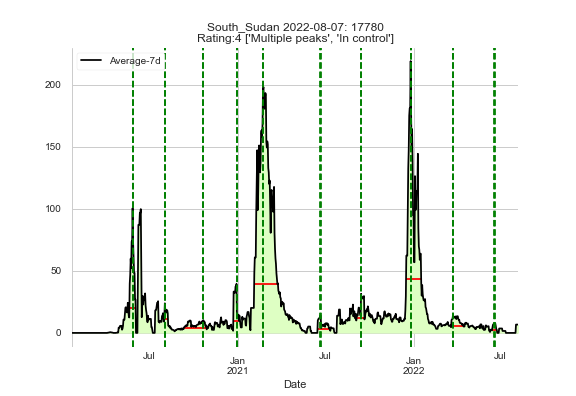 South_Sudan 2022-08-07: 17780
Rating:4 ['Multiple peaks', 'In control']
Average-7d
200
150
100
50
0
Jul
Jan
2021
Jul
Jan
2022
Jul
Date